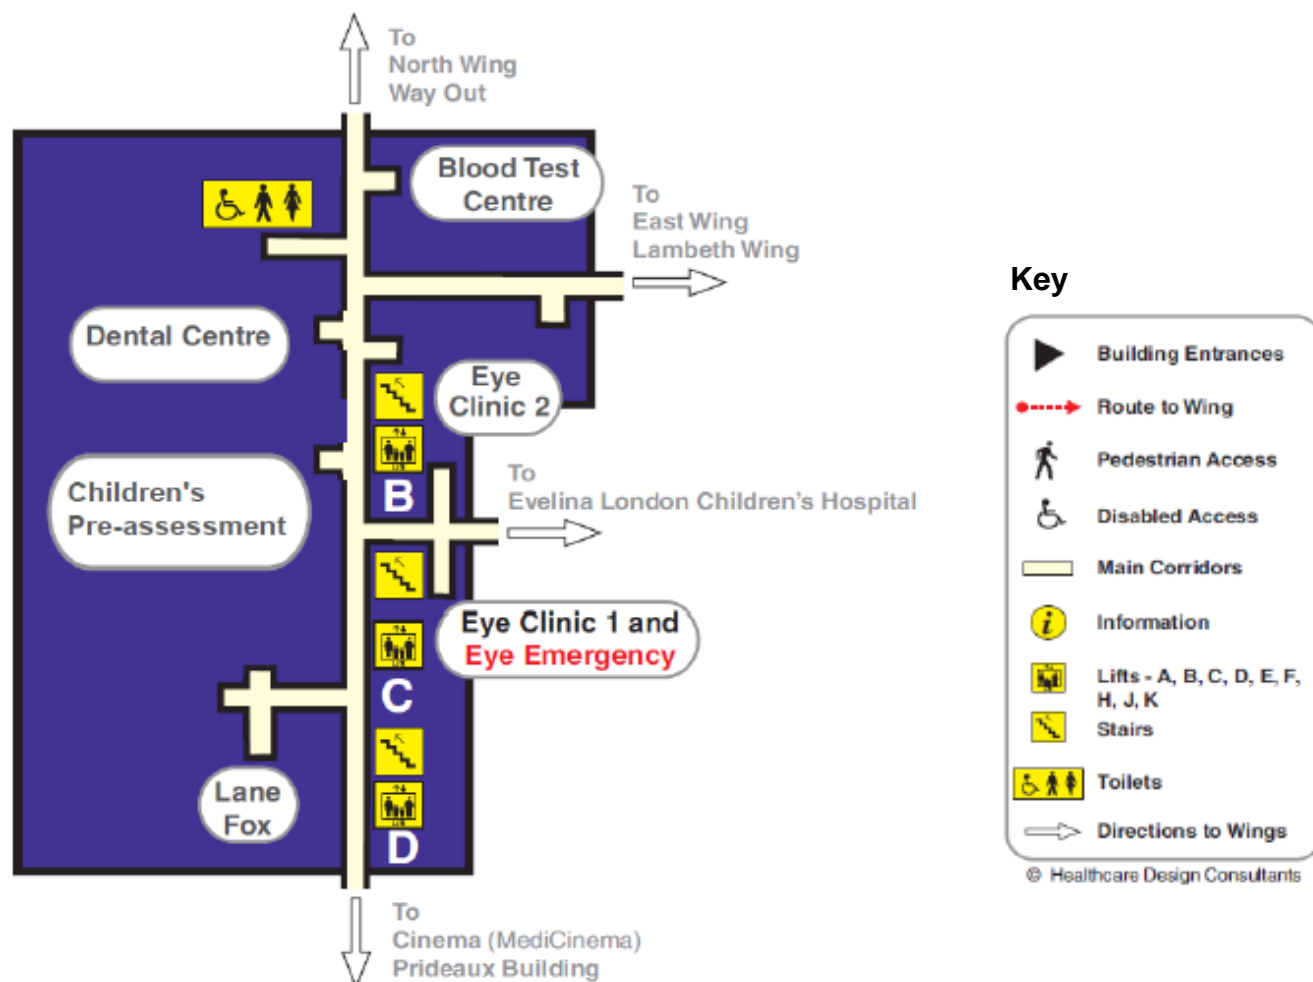 To
North Wing
Way Out
Blood Test
Centre
To
East Wing
Lambeth Wing
Dental Centre
Eye
Clinic 2
B
To
Evelina London Children's Hospital
Children's
Pre-assessment
Eye Clinic 1 and
Eye Emergency
C
Lane
Fox
D
To
Cinema (MediCinema)
Prideaux Building
Key
Building Entrances
Route to Wing
Pedestrian Access
Disabled Access
Main Corridors
i
Information
Lifts - A, B, C, D, E, F,
H, J, K
Stairs
Toilets
Directions to Wings
© Healthcare Design Consultants